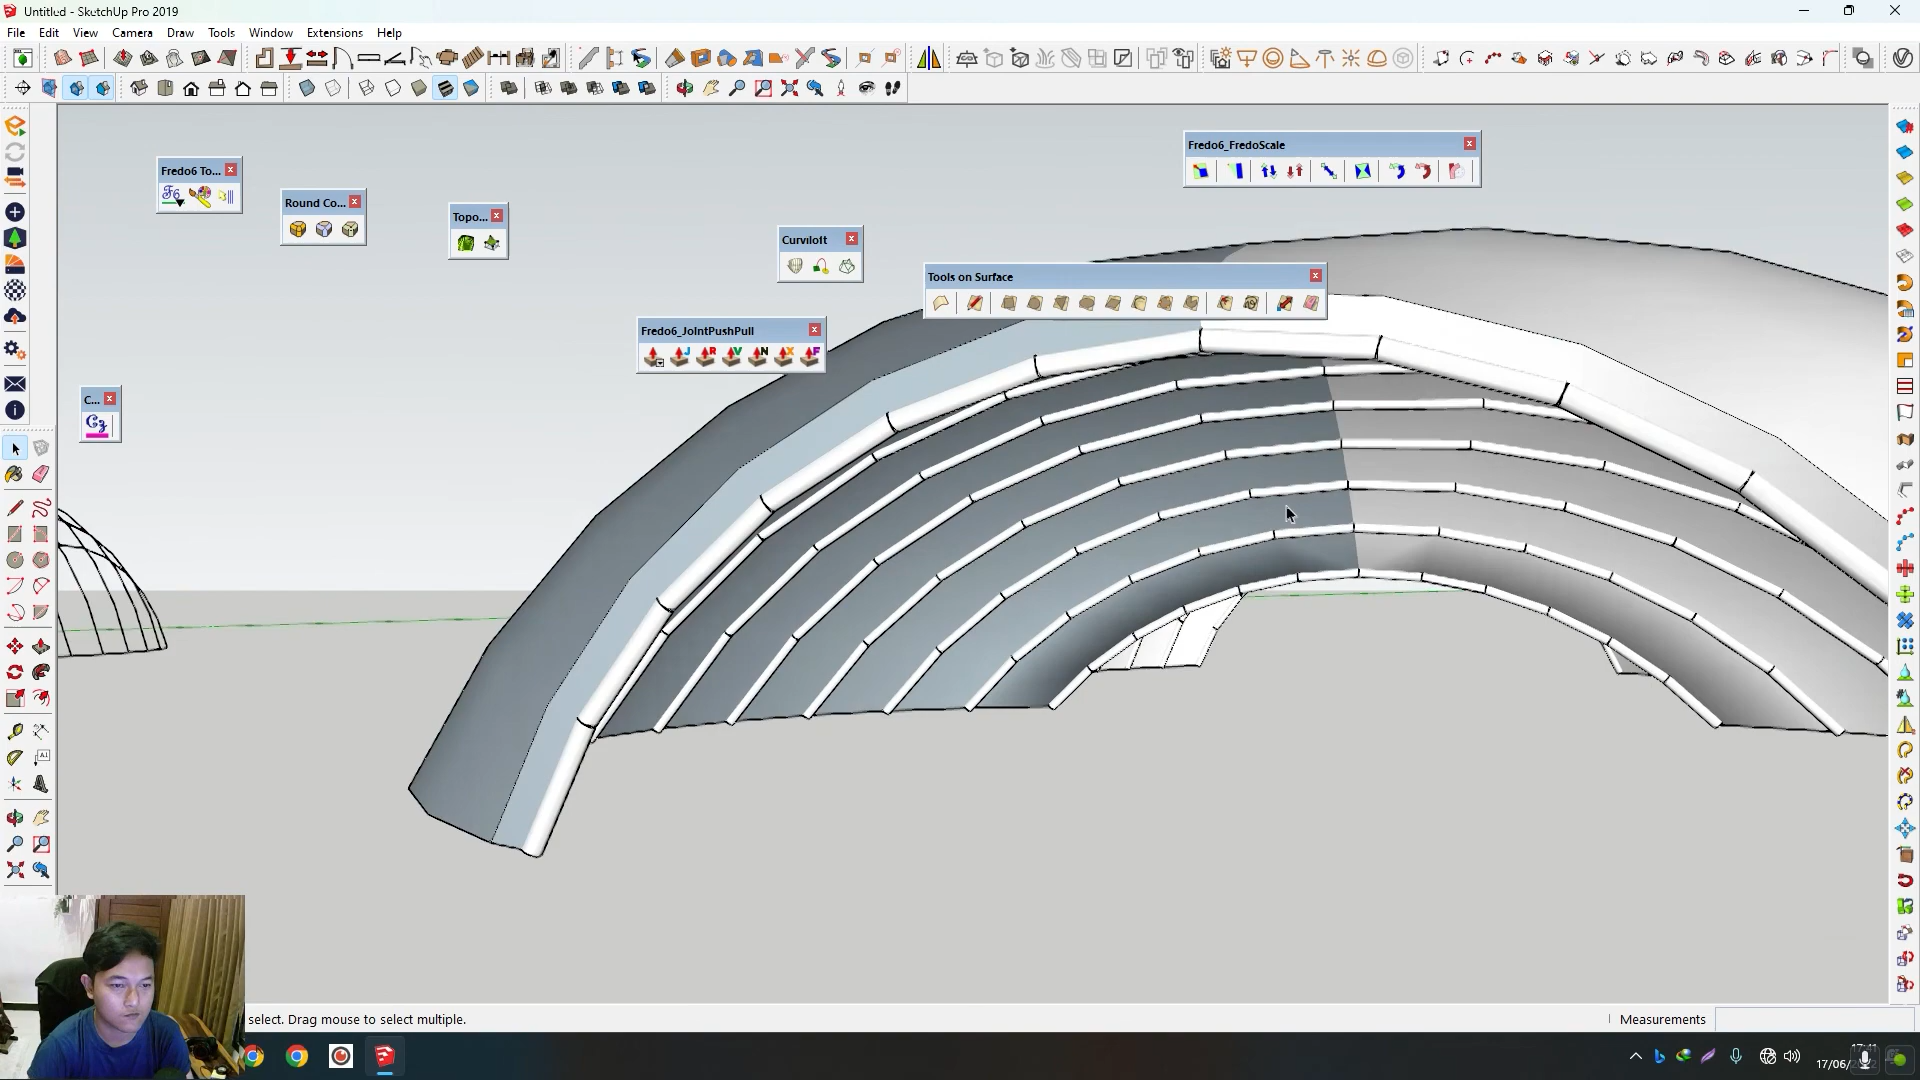 Untitled - SketchUp Pro 2019
File Edit View Camera Draw Tools Window Extensions Help
Fredo6_FredoScale
Fredo6 To...
Round Co...
Topo...
Curviloft
Tools on Surface
Fredo6_JointPushPull
C...
select. Drag mouse to select multiple.
Measurements
17:41